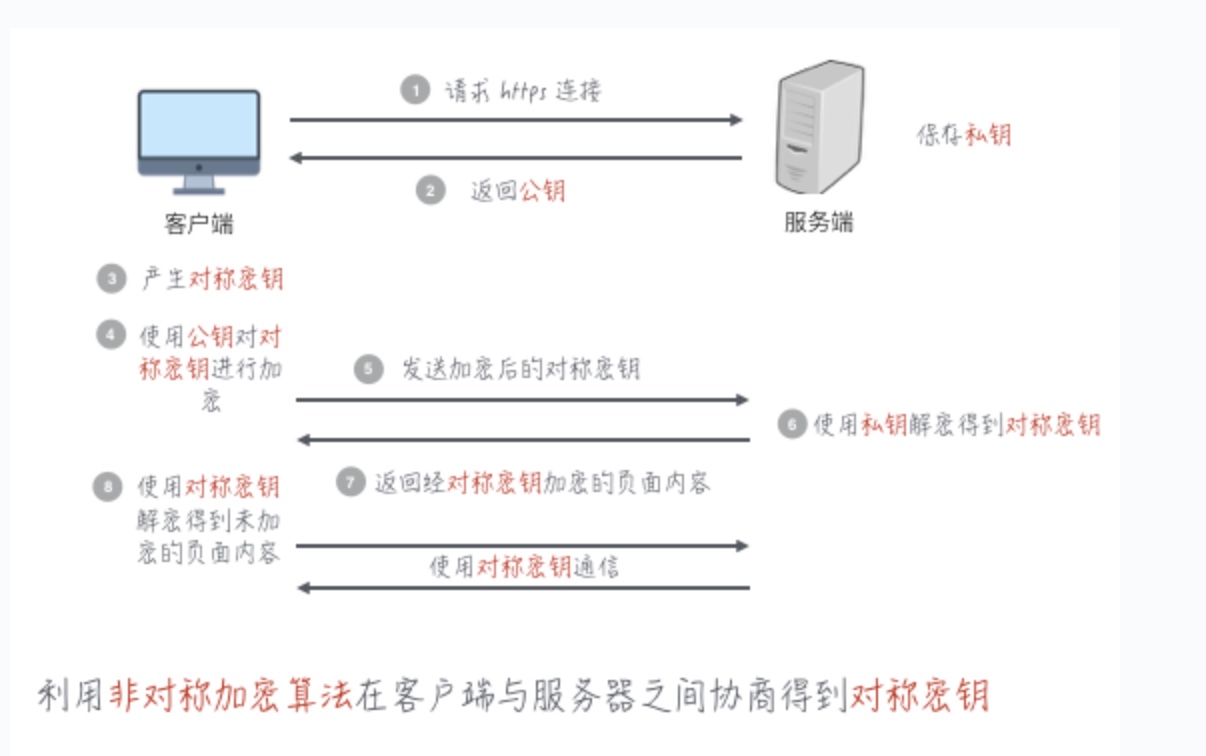 1 请求 https 连接
保存私钥
2 返回公钥
客户端
服务端
3 产生对称密钥
4 使用公钥对对
称密钥进行加
密
5 发送加密后的对称密钥
6 使用私钥解密得到对称密钥
7 返回经对称密钥加密的页面内容
8 使用对称密钥
解密得到未加
密的页面内容
使用对称密钥通信
利用非对称加密算法在客户端与服务器之间协商得到对称密钥